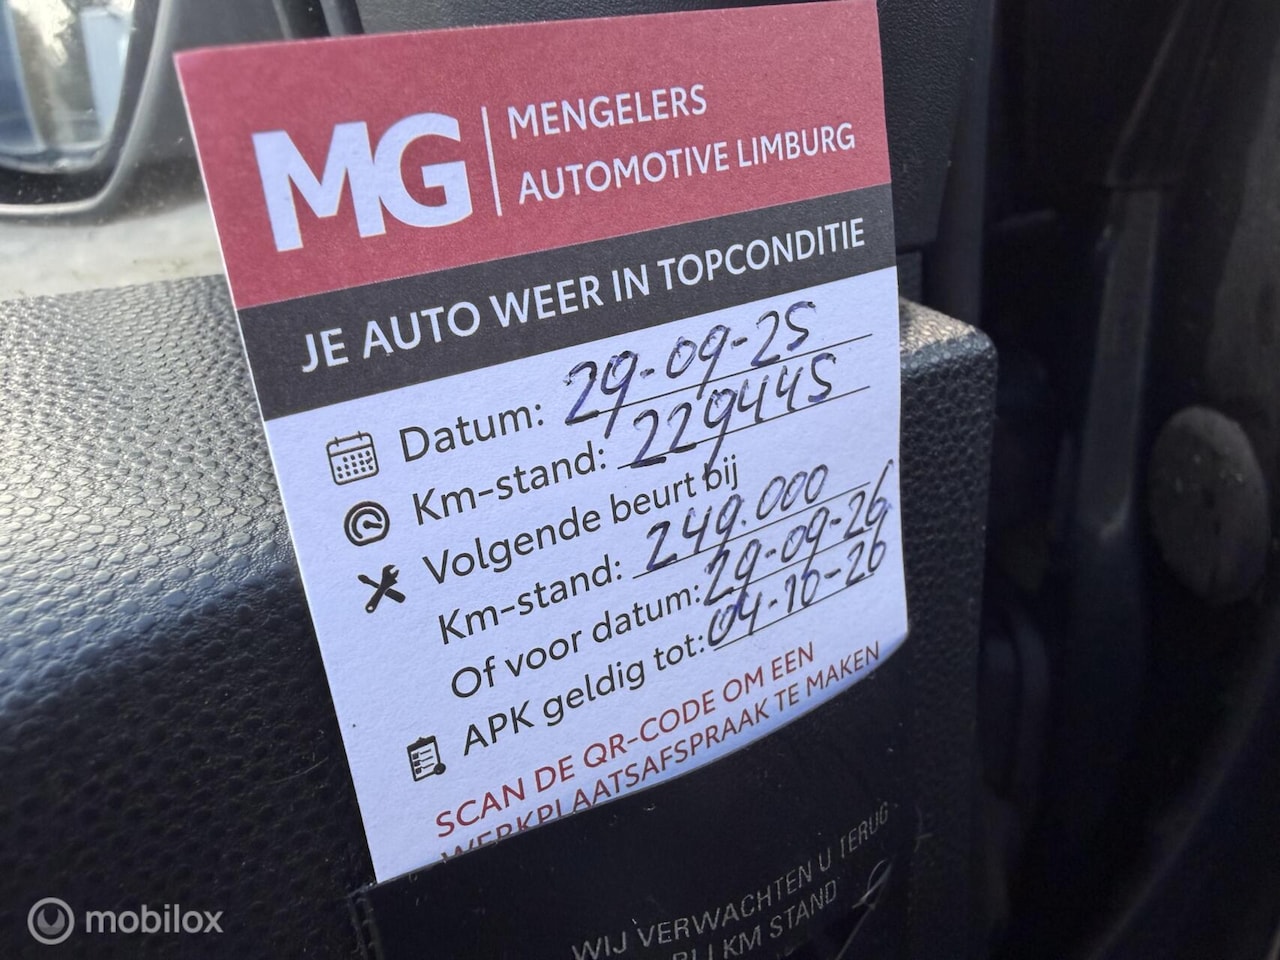 MG
MENGELERS
AUTOMOTIVE LIMBURG
JE AUTO WEER IN TOPCONDITIE
Datum: 29-09-25
Km-stand: 229445
Volgende beurt bij
Km-stand: 249.000
Of voor datum: 29-09-26
APK geldig tot: 04-10-26
SCAN DE QR-CODE OM EEN
WERKPLAATSAFSPRAAK TE MAKEN
WIJ VERWACHTEN U TERUG
BIJ KM STAND
mobilox